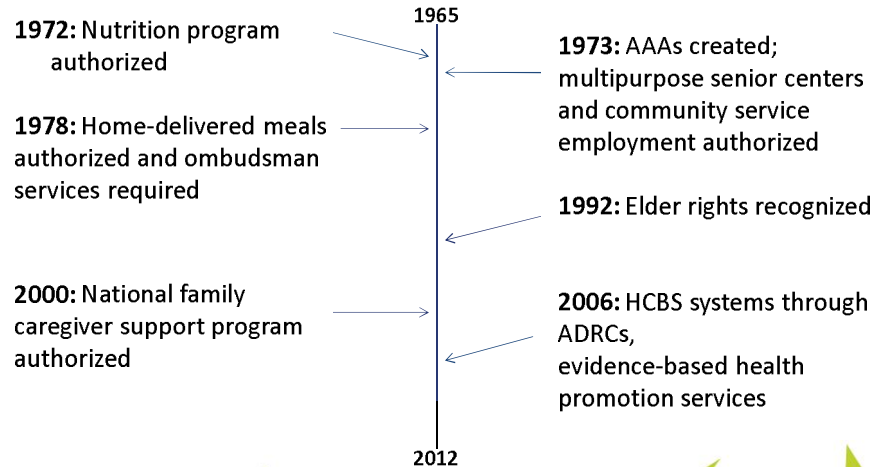 1965
1972: Nutrition program
authorized
1973: AAAs created;
multipurpose senior centers
and community service
employment authorized
1978: Home-delivered meals
authorized and ombudsman
services required
1992: Elder rights recognized
2000: National family
caregiver support program
authorized
2006: HCBS systems through
ADRCs,
evidence-based health
promotion services
2012